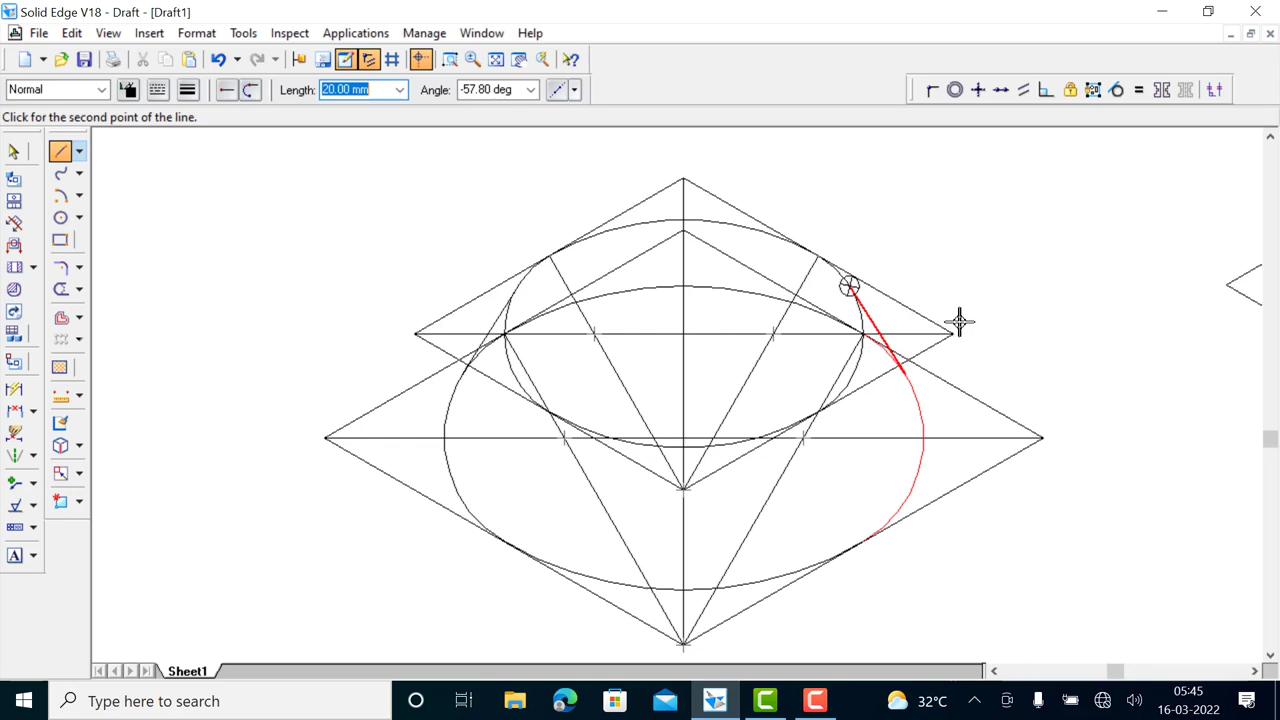 Solid Edge V18 - Draft - [Draft1]
File Edit View Insert Format Tools Inspect Applications Manage Window Help
Normal Length: 20.00 mm Angle: -57.80 deg
Click for the second point of the line.
A
Sheet1
Type here to search
32°C
05:45
16-03-2022